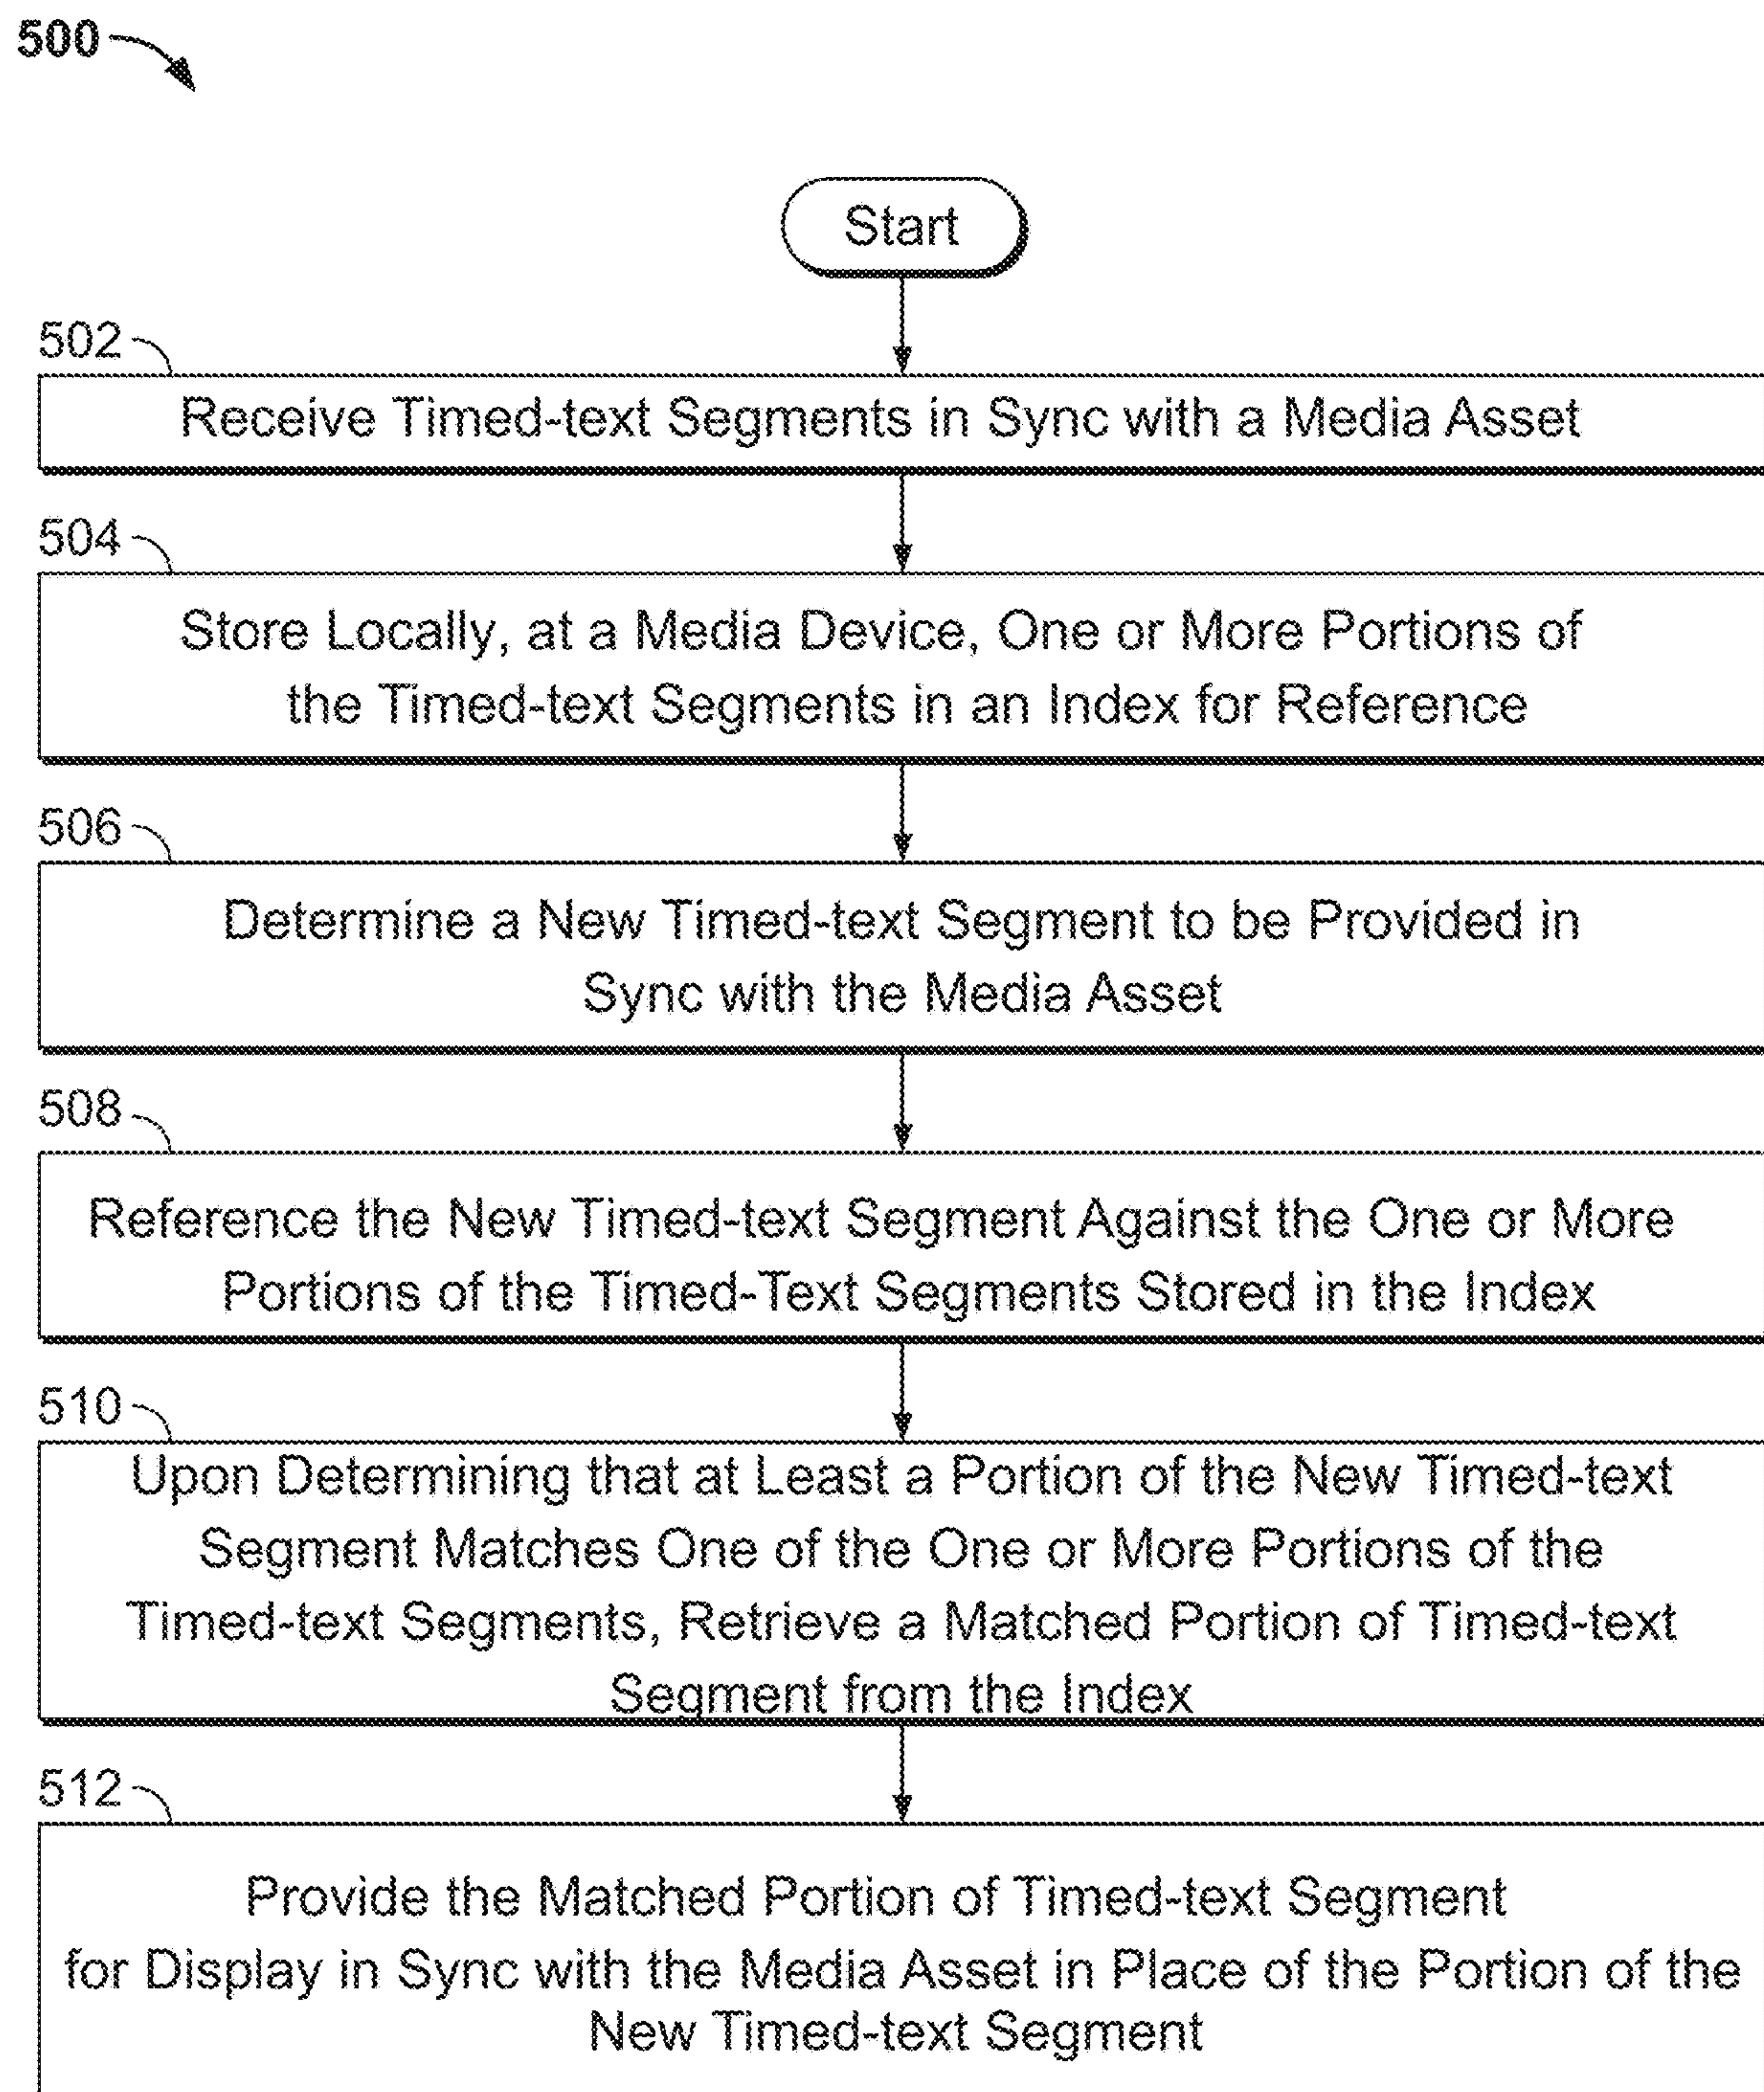 500
Start
502
Receive Timed-text Segments in Sync with a Media Asset
504
Store Locally, at a Media Device, One or More Portions of
the Timed-text Segments in an Index for Reference
506
Determine a New Timed-text Segment to be Provided in
Sync with the Media Asset
508
Reference the New Timed-text Segment Against the One or More
Portions of the Timed-Text Segments Stored in the Index
510
Upon Determining that at Least a Portion of the New Timed-text
Segment Matches One of the One or More Portions of the
Timed-text Segments, Retrieve a Matched Portion of Timed-text
Segment from the Index
512
Provide the Matched Portion of Timed-text Segment
for Display in Sync with the Media Asset in Place of the Portion of the
New Timed-text Segment